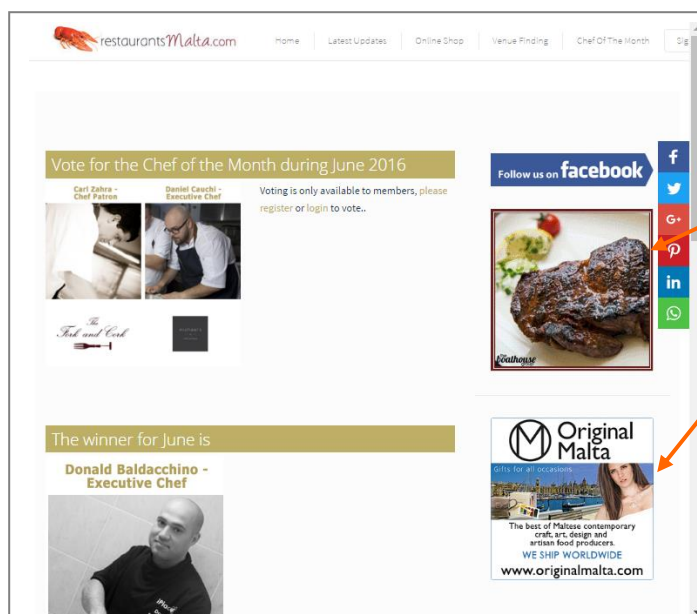 restaurantsMalta.com
Home
Latest Updates
Online Shop
Venue Finding
Chef Of The Month
Sig
Vote for the Chef of the Month during June 2016
Carl Zahra -
Chef Patron
Daniel Cauchi -
Executive Chef
Voting is only available to members, please
register or login to vote..
The
Fork and Cork
The winner for June is
Donald Baldacchino -
Executive Chef
Follow us on facebook
f
G+
in
Boathouse
M Original
Malta
Gifts for all occasions
The best of Maltese contemporary
craft, art, design and
artisan food producers.
WE SHIP WORLDWIDE
www.originalmalta.com